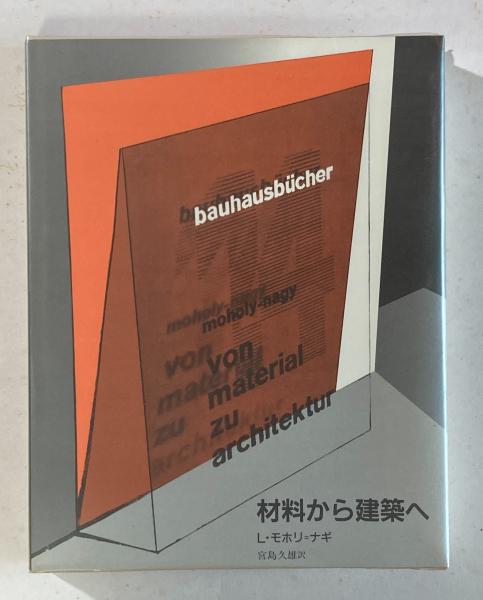 14
bauhausbücher
moholy-nagy
von
material
zu
architektur
材料から建築へ
L・モホリ=ナギ
宮島久雄訳